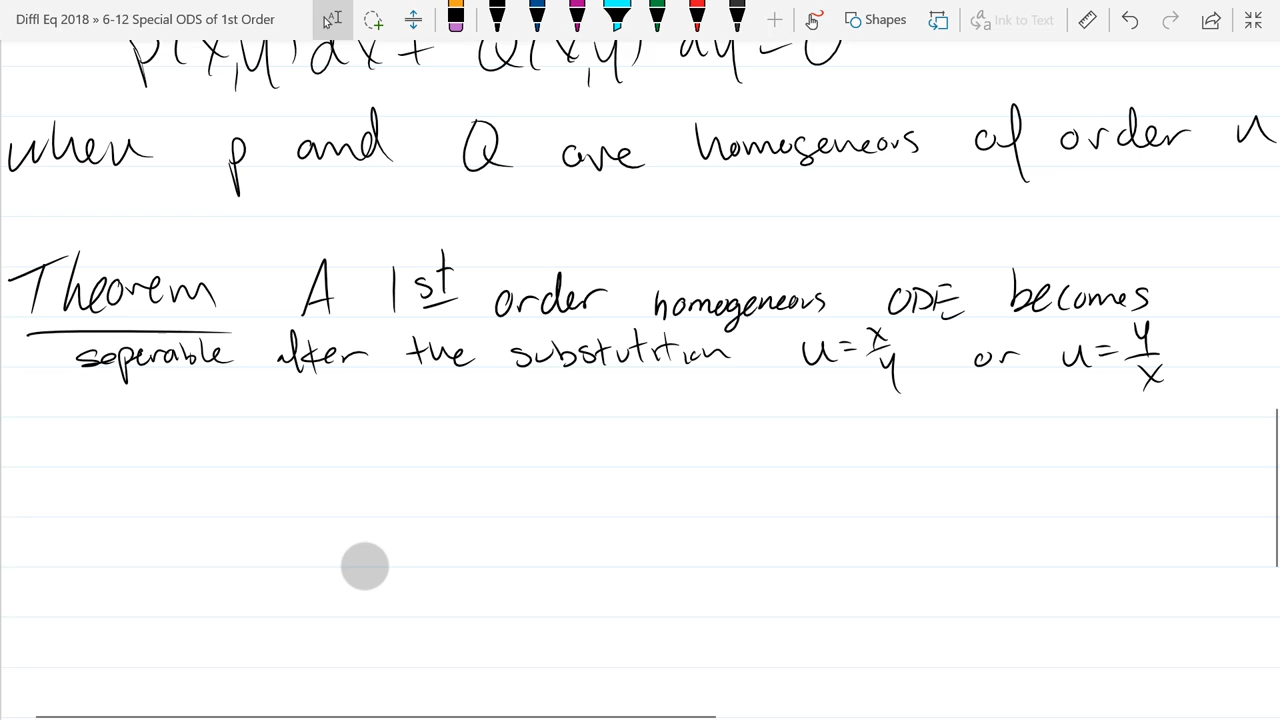 Diffl Eq 2018 » 6-12 Special ODS of 1st Order
Shapes
Ink to Text
P(x,y)dx + Q(x,y) dy = 0
when p and Q are homogeneous of order n
Theorem A 1st order homogeneous ODE becomes
seperable after the substutition u=x/y or u=y/x